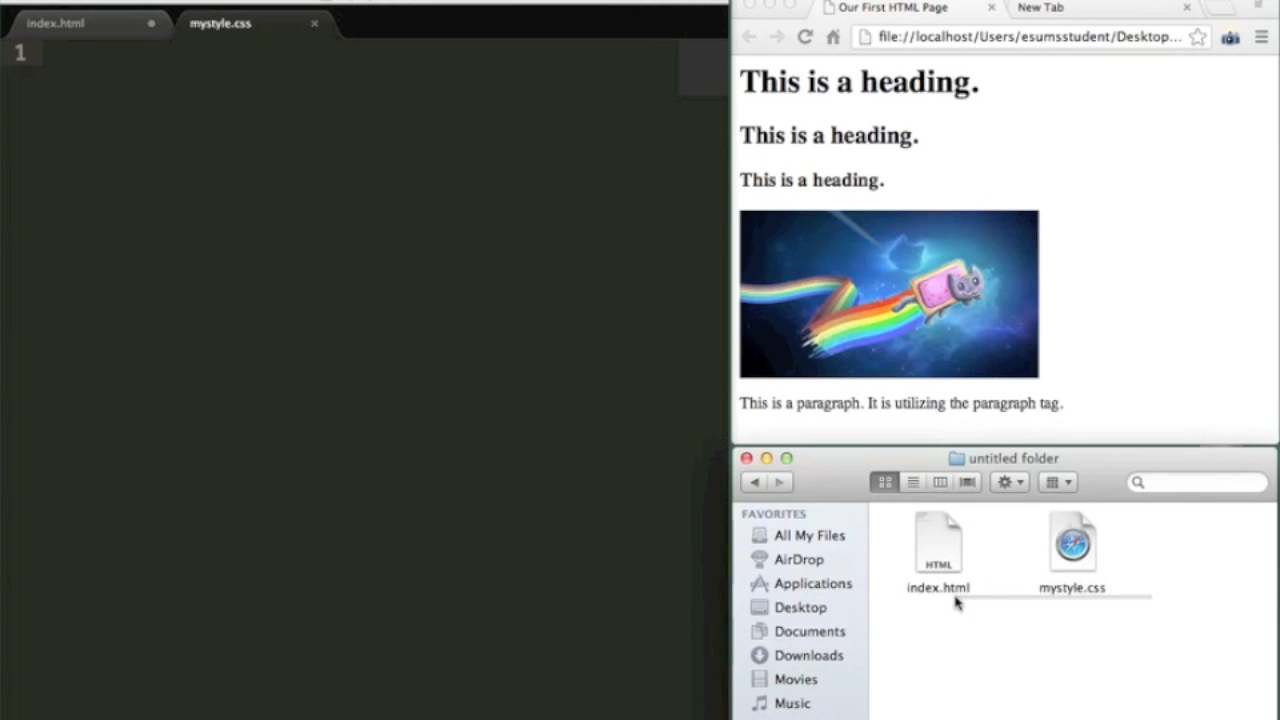 index.html
mystyle.css
1
Our First HTML Page
New Tab
file://localhost/Users/esumsstudent/Desktop...
This is a heading.
This is a heading.
This is a heading.
This is a paragraph. It is utilizing the paragraph tag.
untitled folder
FAVORITES
All My Files
AirDrop
Applications
Desktop
Documents
Downloads
Movies
Music
HTML
index.html
mystyle.css